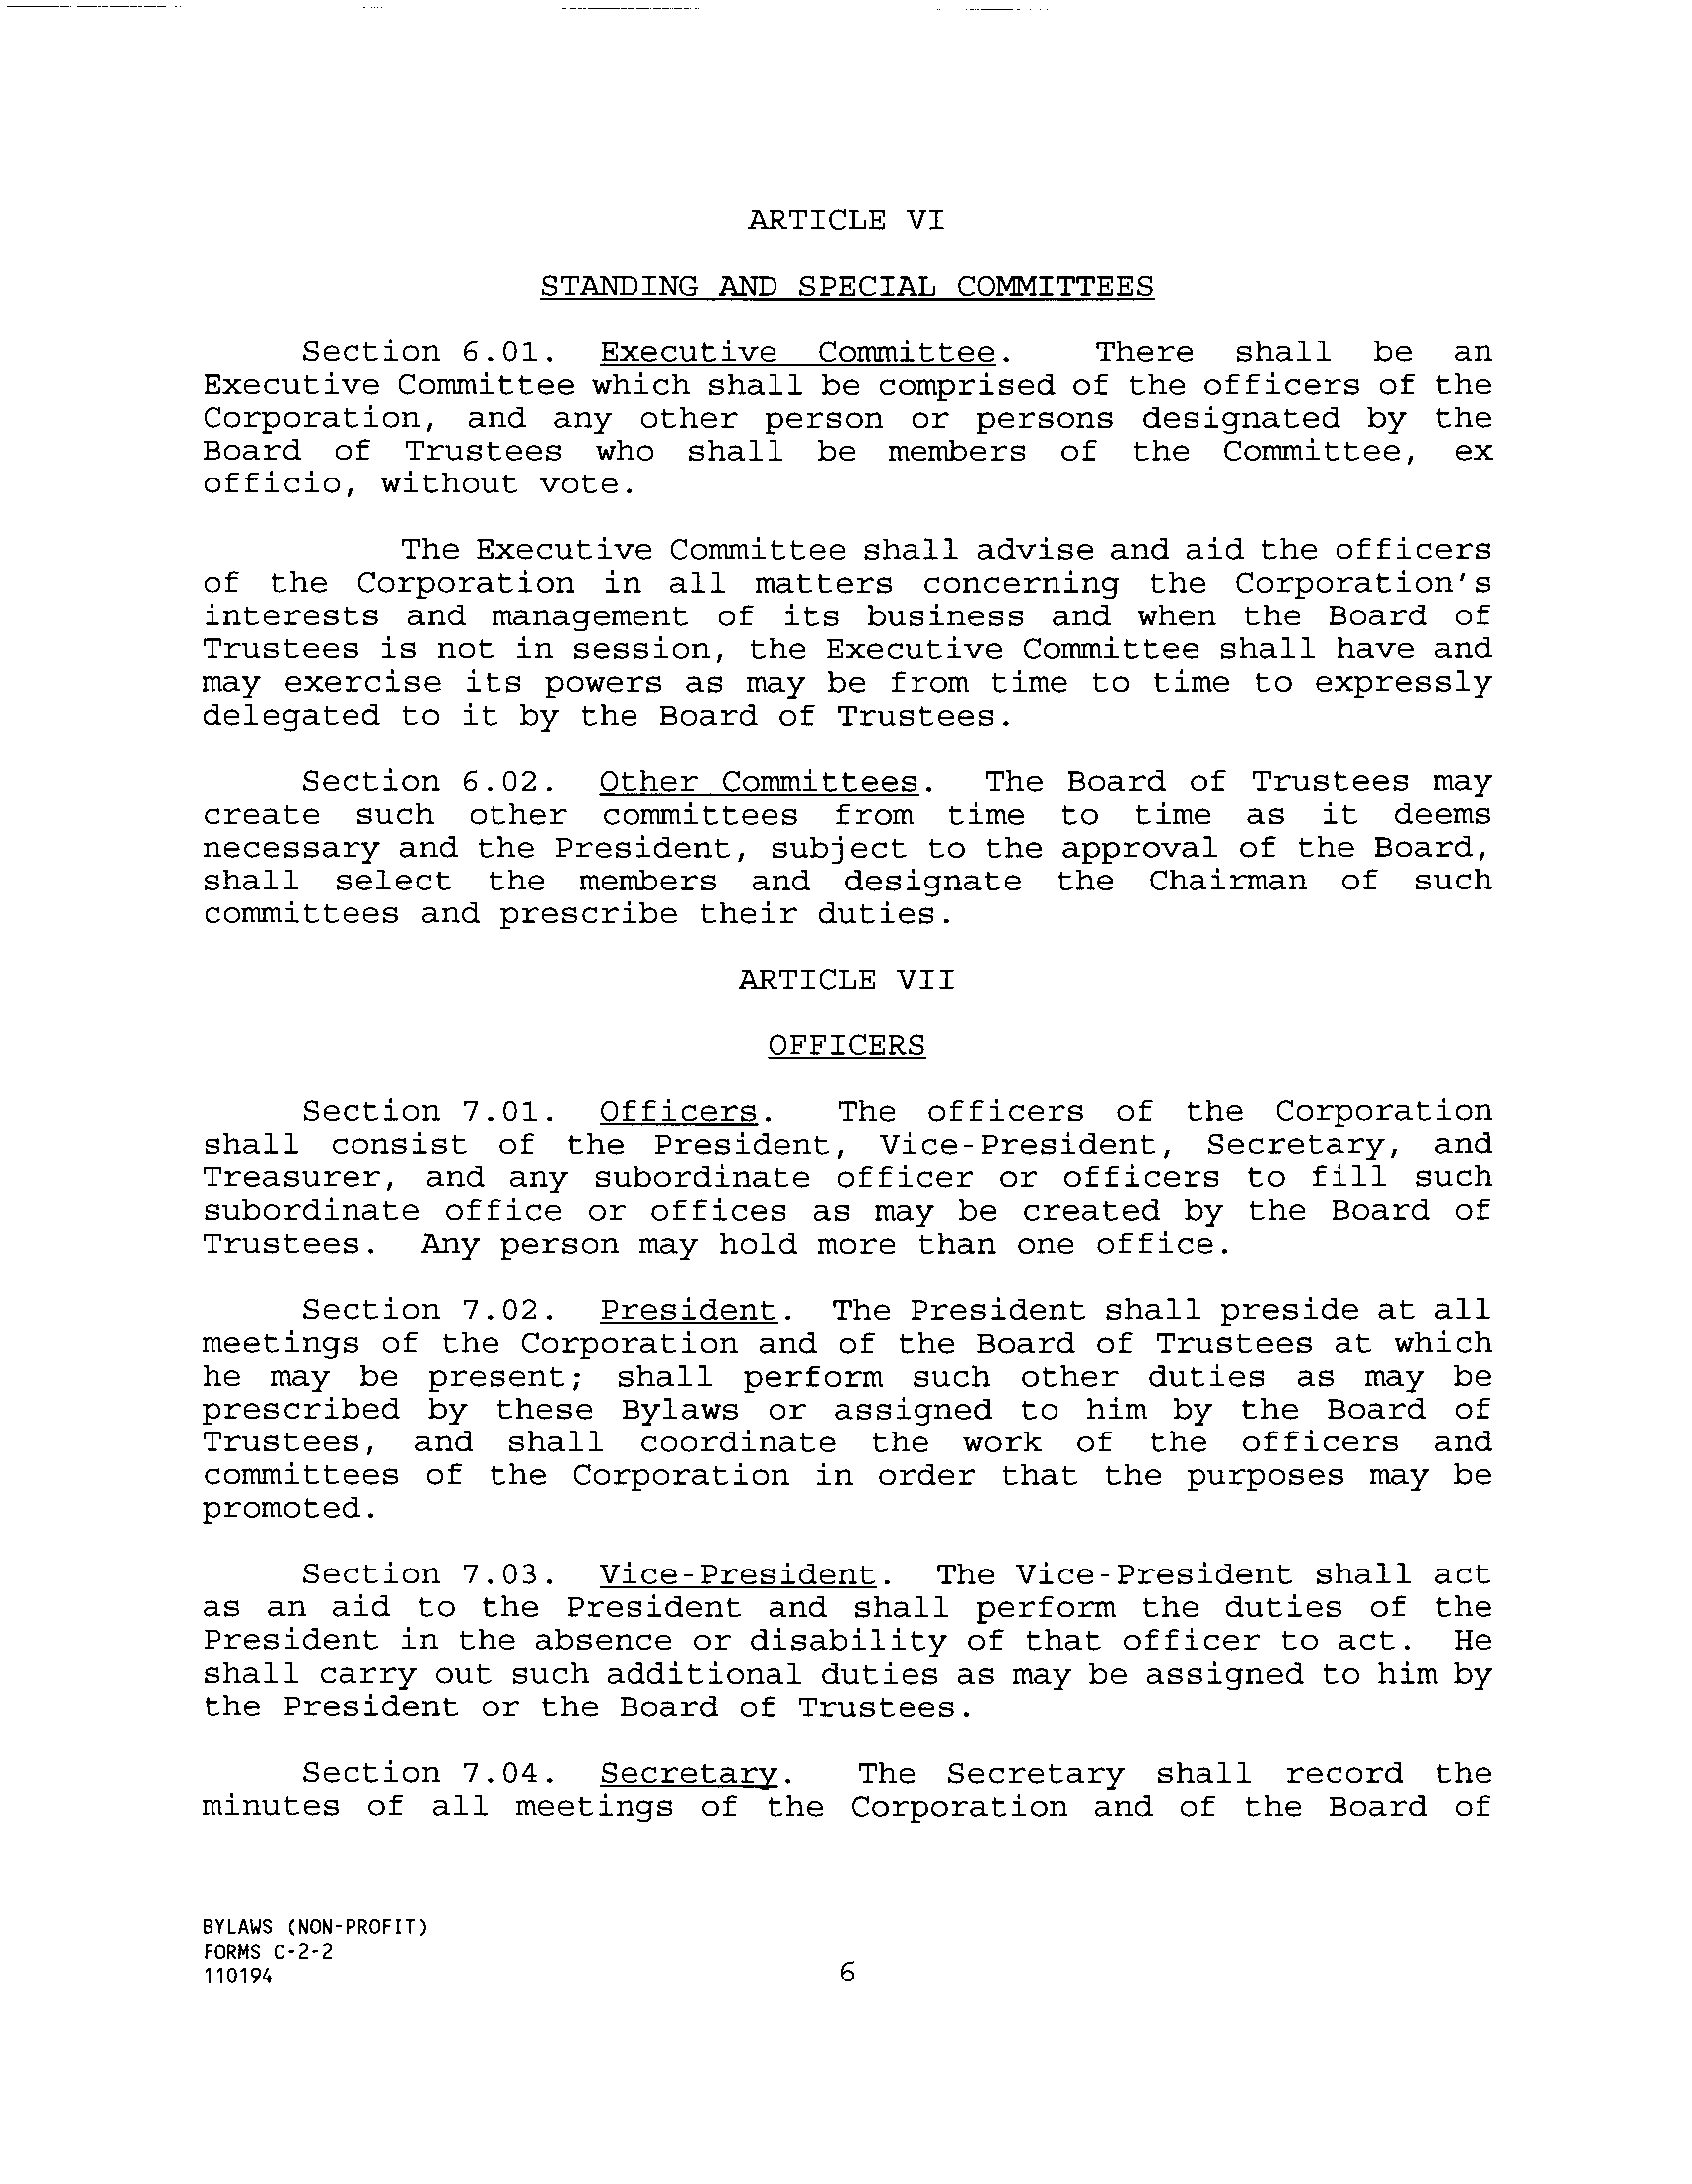 ARTICLE VI
STANDING AND SPECIAL COMMITTEES
Section 6.01. Executive Committee. There shall be an
Executive Committee which shall be comprised of the officers of the
Corporation, and any other person or persons designated by the
Board of Trustees who shall be members of the Committee, ex
officio, without vote.
The Executive Committee shall advise and aid the officers
of the Corporation in all matters concerning the Corporation's
interests and management of its business and when the Board of
Trustees is not in session, the Executive Committee shall have and
may exercise its powers as may be from time to time to expressly
delegated to it by the Board of Trustees.
Section 6.02. Other Committees. The Board of Trustees may
create such other committees from time to time as it deems
necessary and the President, subject to the approval of the Board,
shall select the members and designate the Chairman of such
committees and prescribe their duties.
ARTICLE VII
OFFICERS
Section 7.01. Officers. The officers of the Corporation
shall consist of the President, Vice-President, Secretary, and
Treasurer, and any subordinate officer or officers to fill such
subordinate office or offices as may be created by the Board of
Trustees. Any person may hold more than one office.
Section 7.02. President. The President shall preside at all
meetings of the Corporation and of the Board of Trustees at which
he may be present; shall perform such other duties as may be
prescribed by these Bylaws or assigned to him by the Board of
Trustees, and shall coordinate the work of the officers and
committees of the Corporation in order that the purposes may be
promoted.
Section 7.03. Vice-President. The Vice-President shall act
as an aid to the President and shall perform the duties of the
President in the absence or disability of that officer to act. He
shall carry out such additional duties as may be assigned to him by
the President or the Board of Trustees.
Section 7.04. Secretary. The Secretary shall record the
minutes of all meetings of the Corporation and of the Board of
BYLAWS (NON-PROFIT)
FORMS C-2-2
110194
6